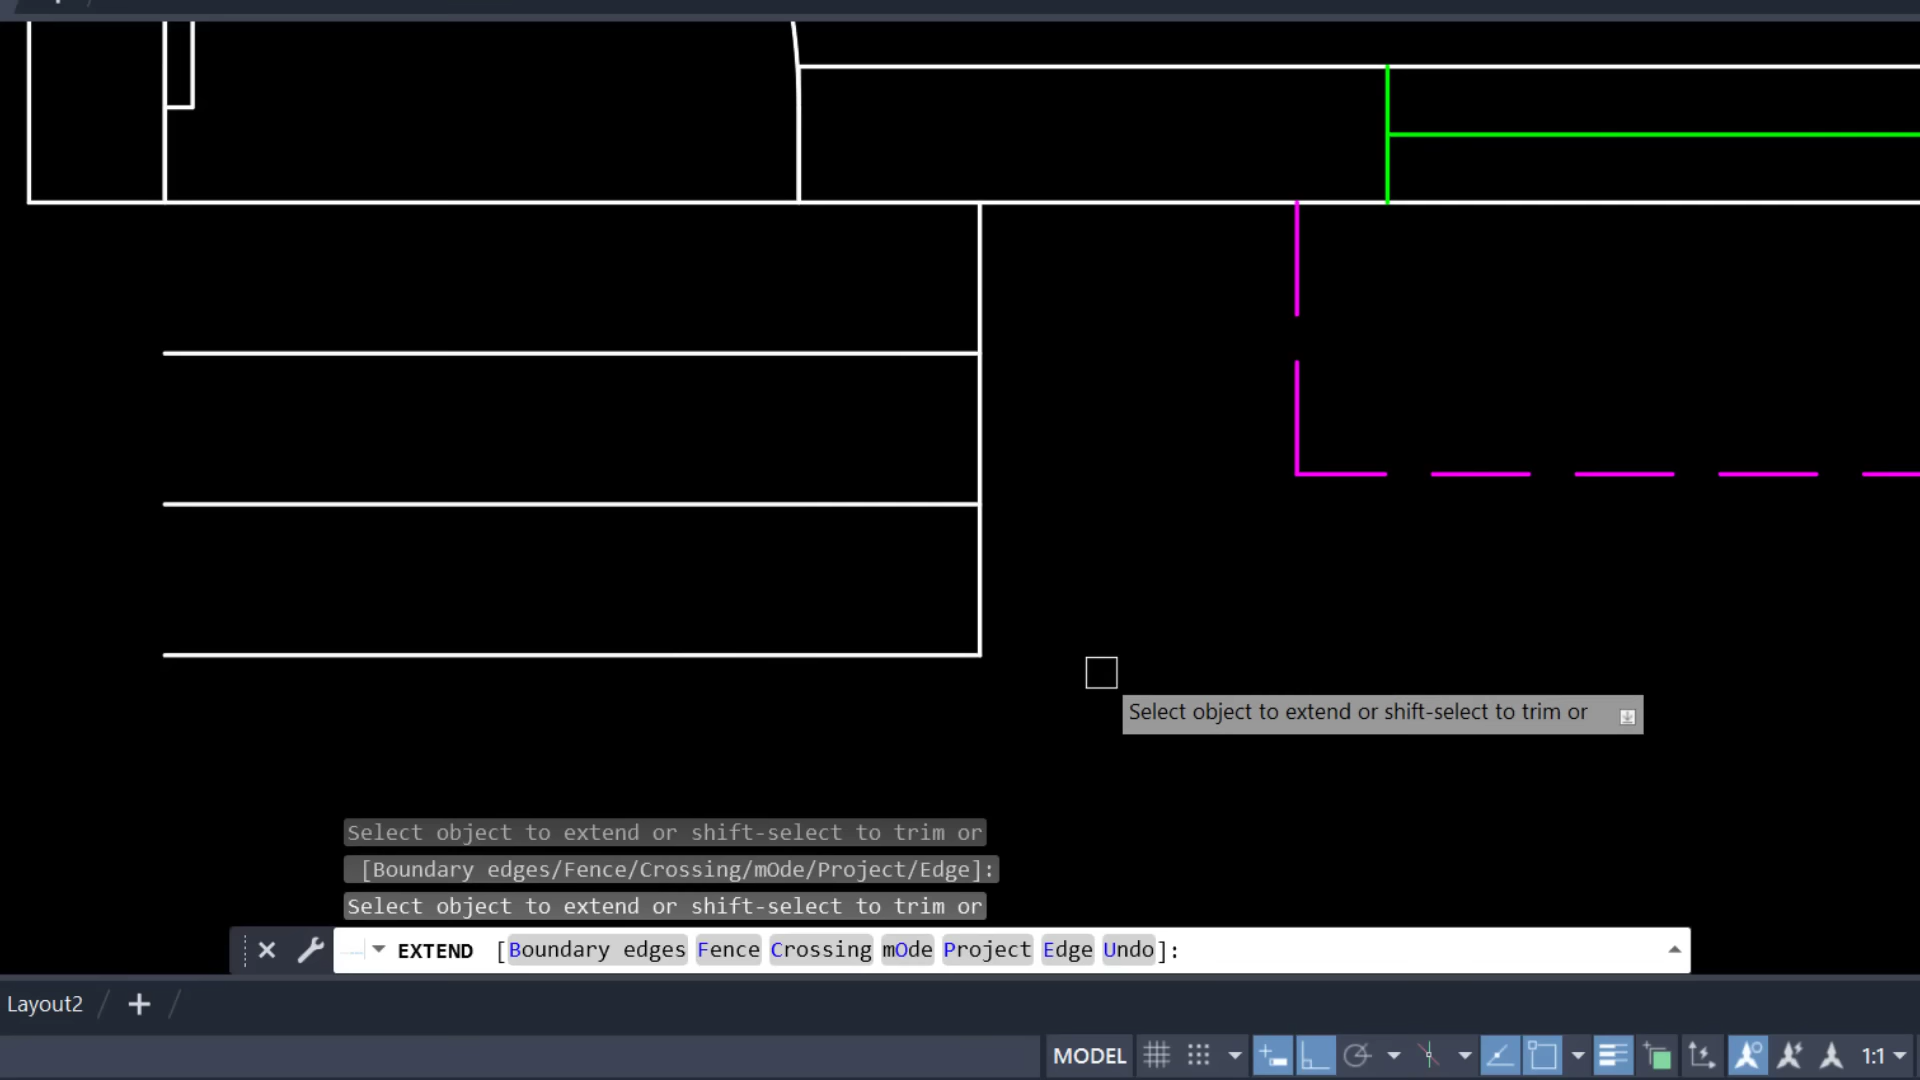 Select object to extend or shift-select to trim or
Select object to extend or shift-select to trim or
[Boundary edges/Fence/Crossing/mOde/Project/Edge]:
Select object to extend or shift-select to trim or
EXTEND [Boundary edges Fence Crossing mOde Project Edge Undo]:
Layout2
MODEL 1:1